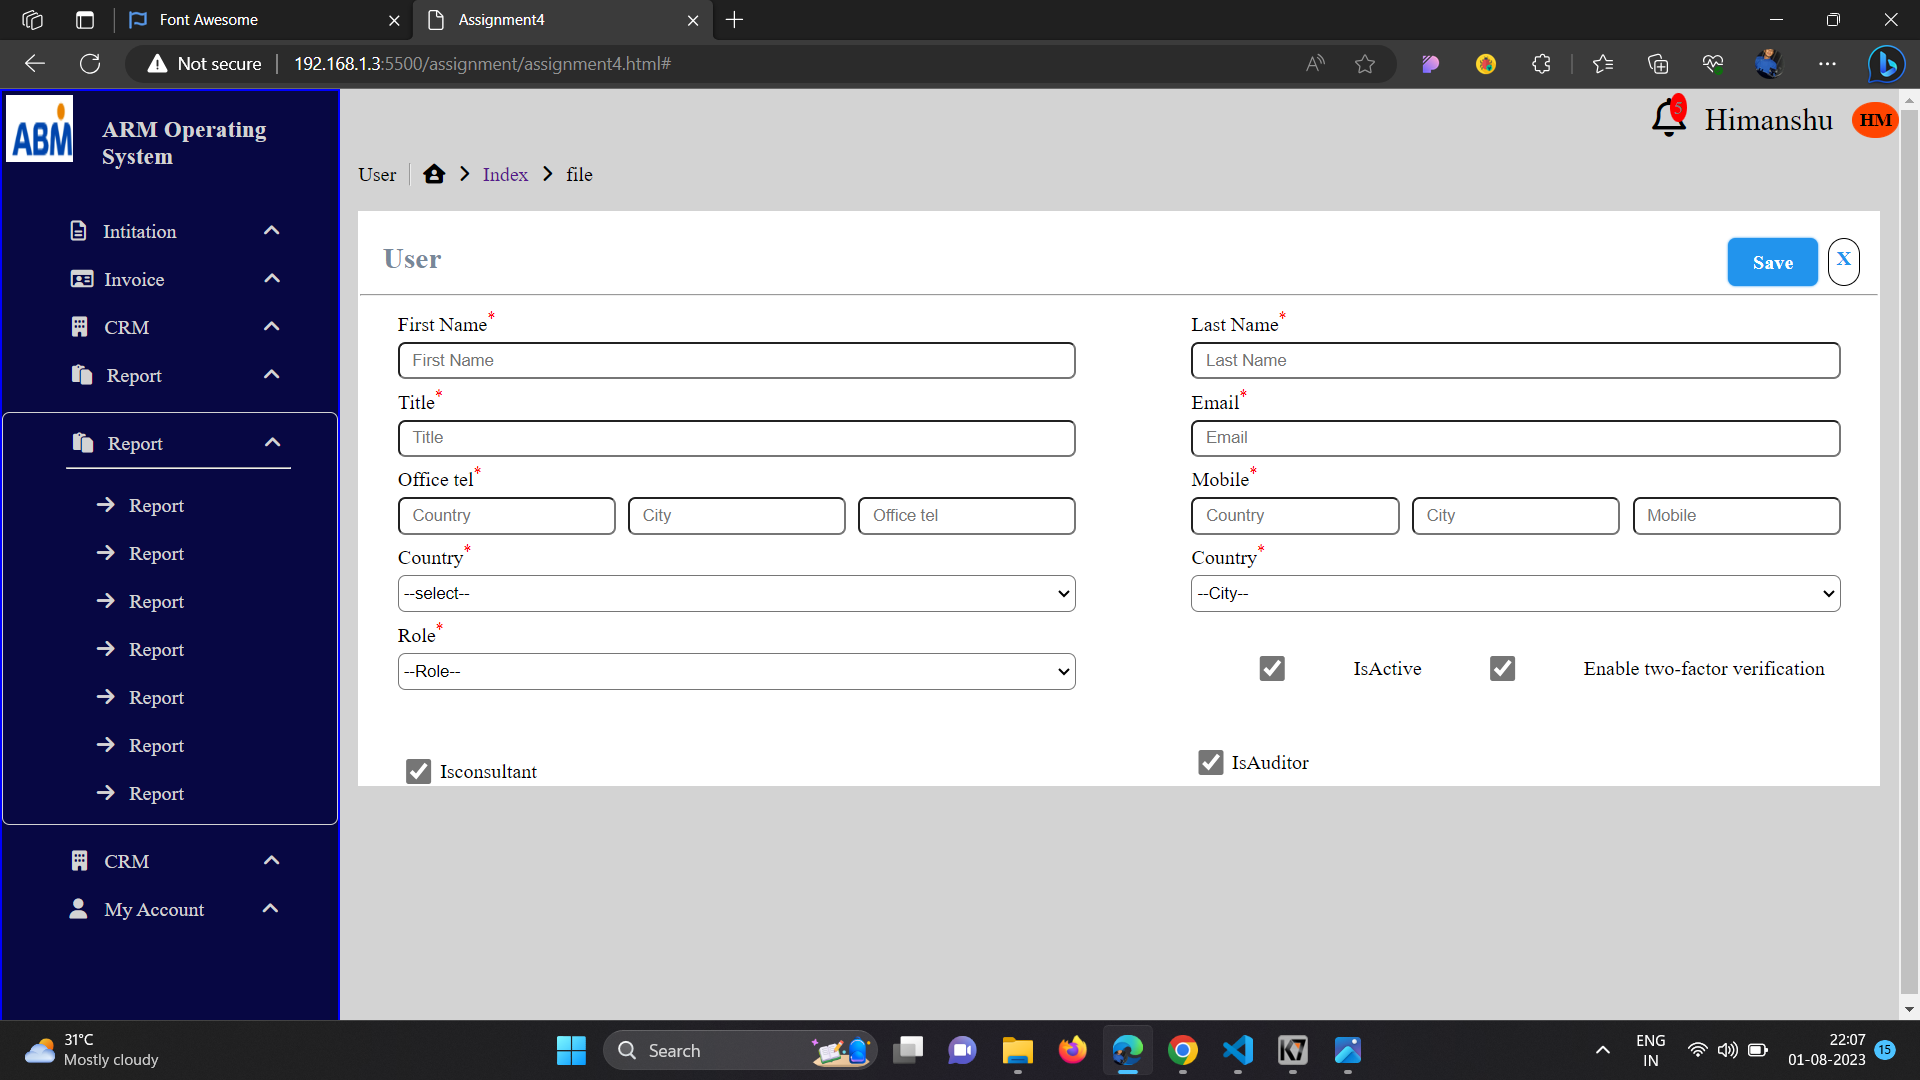 Font Awesome
Assignment4
Not secure
192.168.1.3:5500/assignment/assignment4.html#
ABM
ARM Operating
System
5
Himanshu
HM
User
Index
file
Intitation
Invoice
CRM
Report
Report
Report
Report
Report
Report
Report
Report
Report
CRM
My Account
User
Save
X
First Name*
First Name
Last Name*
Last Name
Title*
Title
Email*
Email
Office tel*
Country
City
Office tel
Mobile*
Country
City
Mobile
Country*
--select--
Country*
--City--
Role*
--Role--
IsActive
Enable two-factor verification
Isconsultant
IsAuditor
31°C
Mostly cloudy
Search
ENG
IN
22:07
01-08-2023
15